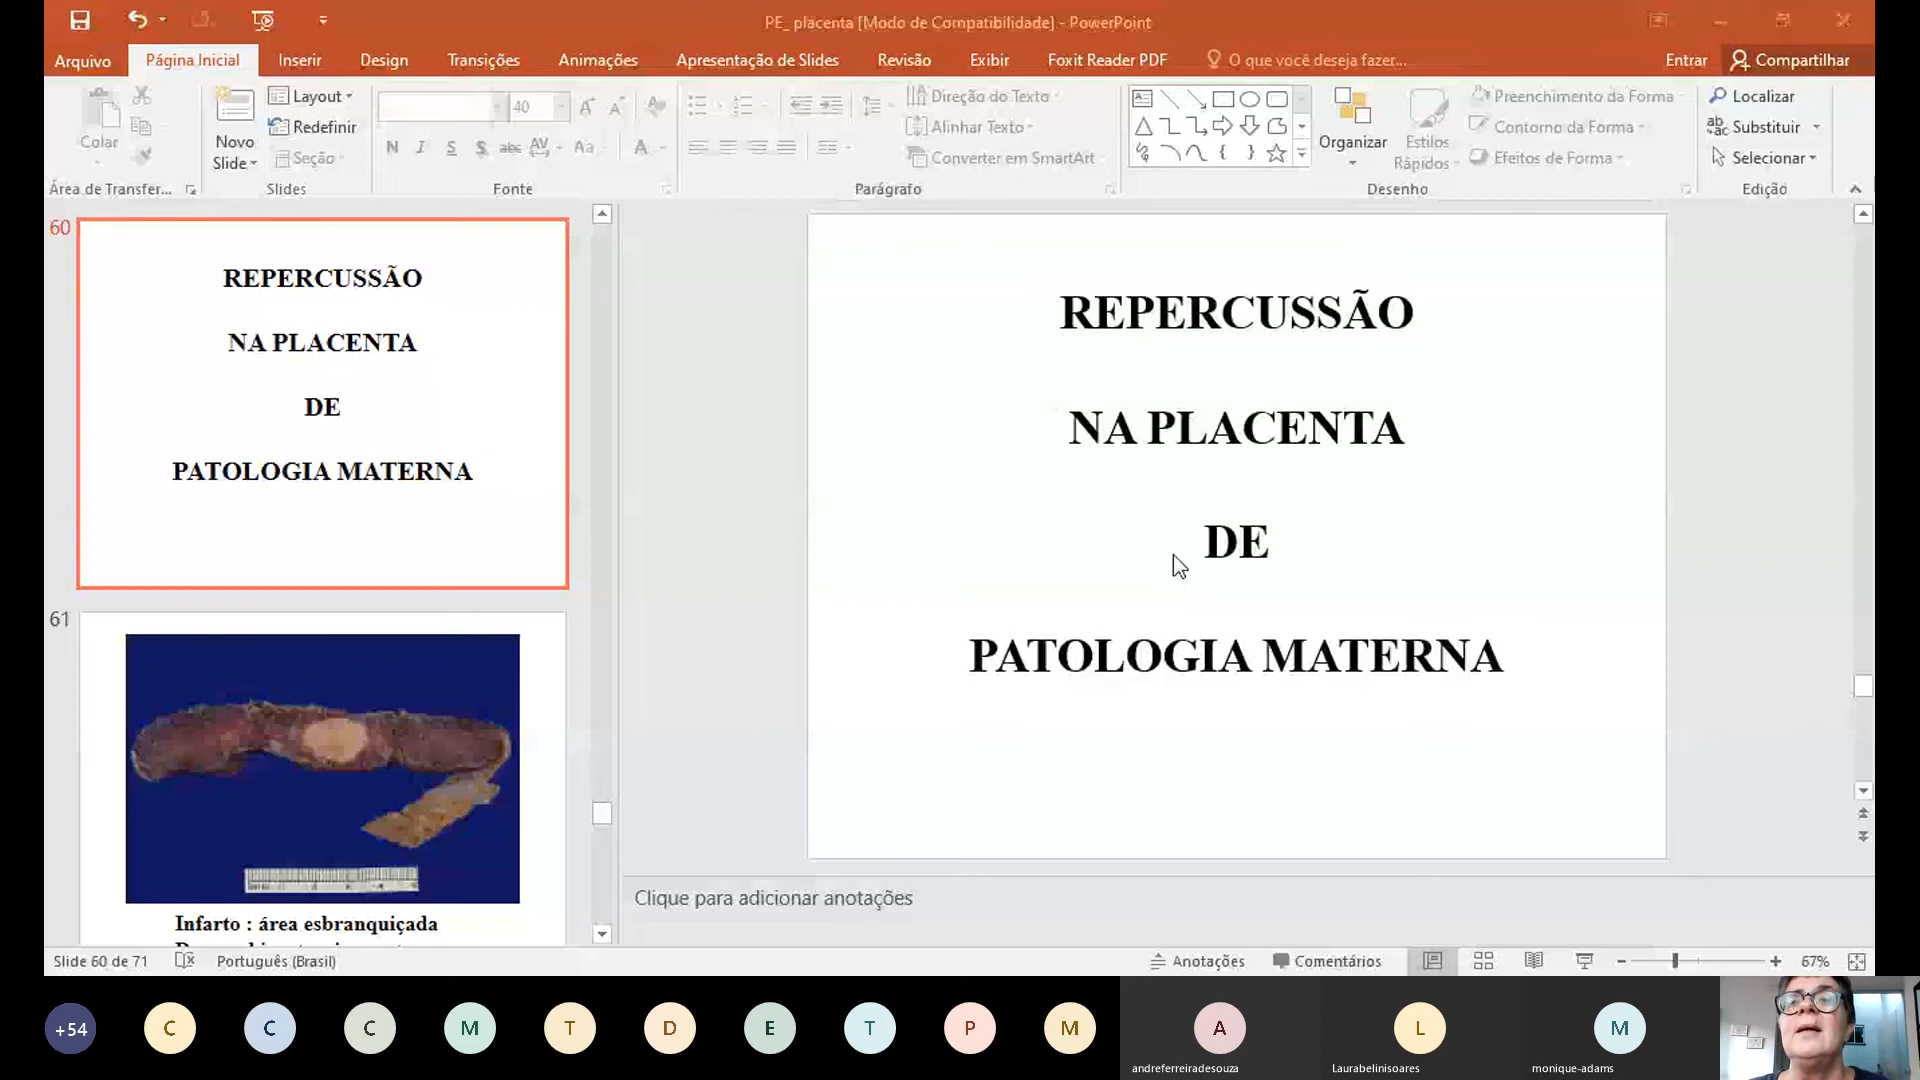 PE_ placenta [Modo de Compatibilidade] - PowerPoint
Arquivo
Página Inicial
Inserir
Design
Transições
Animações
Apresentação de Slides
Revisão
Exibir
Foxit Reader PDF
O que você deseja fazer...
Entrar
Compartilhar
Colar
Novo
Slide
Layout
Redefinir
Seção
40
N I S S abc AV Aa A
Direção do Texto
Alinhar Texto
Converter em SmartArt
Organizar
Estilos
Rápidos
Preenchimento da Forma
Contorno da Forma
Efeitos de Forma
Localizar
Substituir
Selecionar
Área de Transfer...
Slides
Fonte
Parágrafo
Desenho
Edição
60
REPERCUSSÃO
NA PLACENTA
DE
PATOLOGIA MATERNA
61
Infarto : área esbranquiçada
REPERCUSSÃO
NA PLACENTA
DE
PATOLOGIA MATERNA
Clique para adicionar anotações
Slide 60 de 71
Português (Brasil)
Anotações
Comentários
67%
+54
C
C
C
M
T
D
E
T
P
M
A
L
M
andreferreiradesouza
Laurabelinisoares
monique-adams